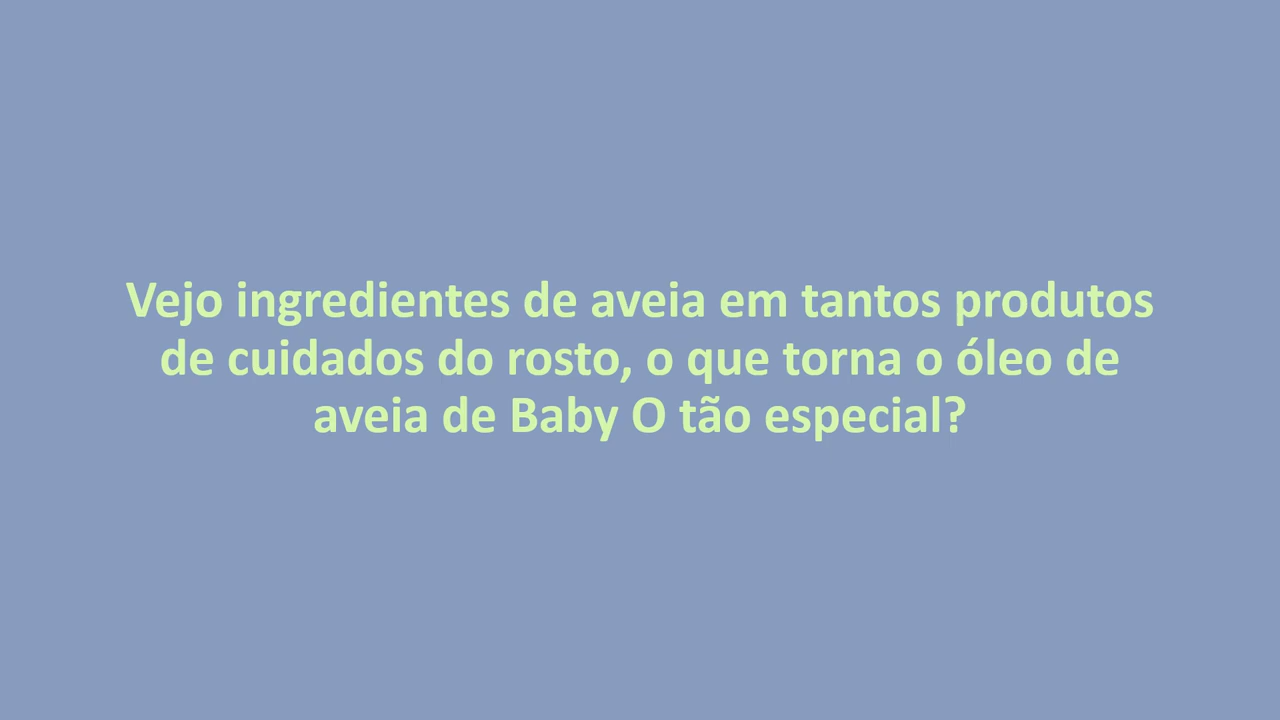 Vejo ingredientes de aveia em tantos produtos
de cuidados do rosto, o que torna o óleo de
aveia de Baby O tão especial?